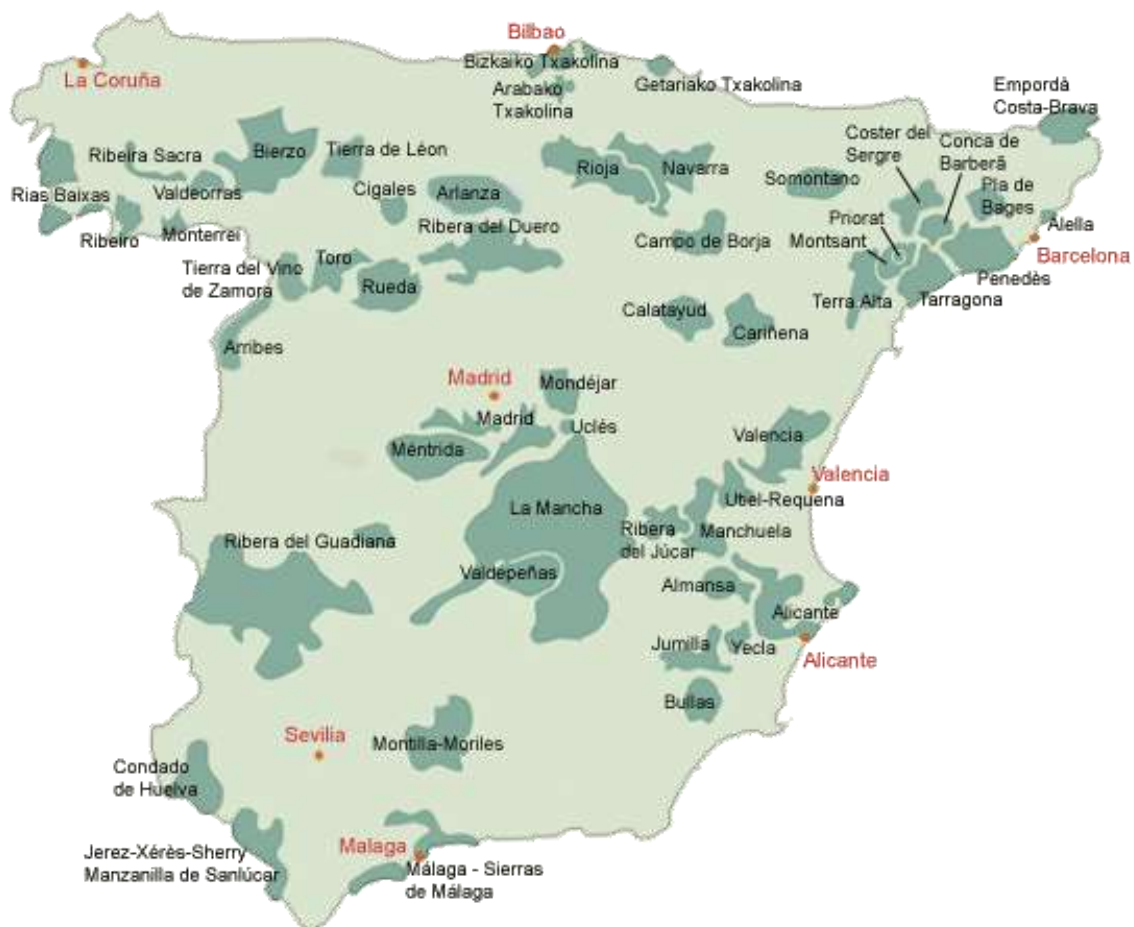 Bilbao
La Coruña
Bizkaiko Txakolina
Getariako Txakolina
Arabako
Txakolina
Empordà
Costa-Brava
Coster del
Sergre
Conca de
Barberã
Ribeira Sacra
Bierzo
Tierra de Léon
Rioja
Navarra
Somontano
Pla de
Bages
Rias Baixas
Valdeorras
Cigales
Arlanza
Priorat
Alella
Ribeiro
Monterrei
Ribera del Duero
Campo de Borja
Montsant
Barcelona
Tierra del Vino
de Zamora
Toro
Rueda
Penedès
Terra Alta
Tarragona
Calatayud
Cariñena
Arribes
Madrid
Mondéjar
Madrid
Uclés
Méntrida
Valencia
Valencia
Utiel-Requena
La Mancha
Ribera
del Júcar
Manchuela
Ribera del Guadiana
Valdepeñas
Almansa
Alicante
Jumilla
Yecla
Alicante
Bullas
Sevilia
Montilla-Moriles
Condado
de Huelva
Malaga
Jerez-Xérès-Sherry
Manzanilla de Sanlúcar
Málaga - Sierras
de Málaga